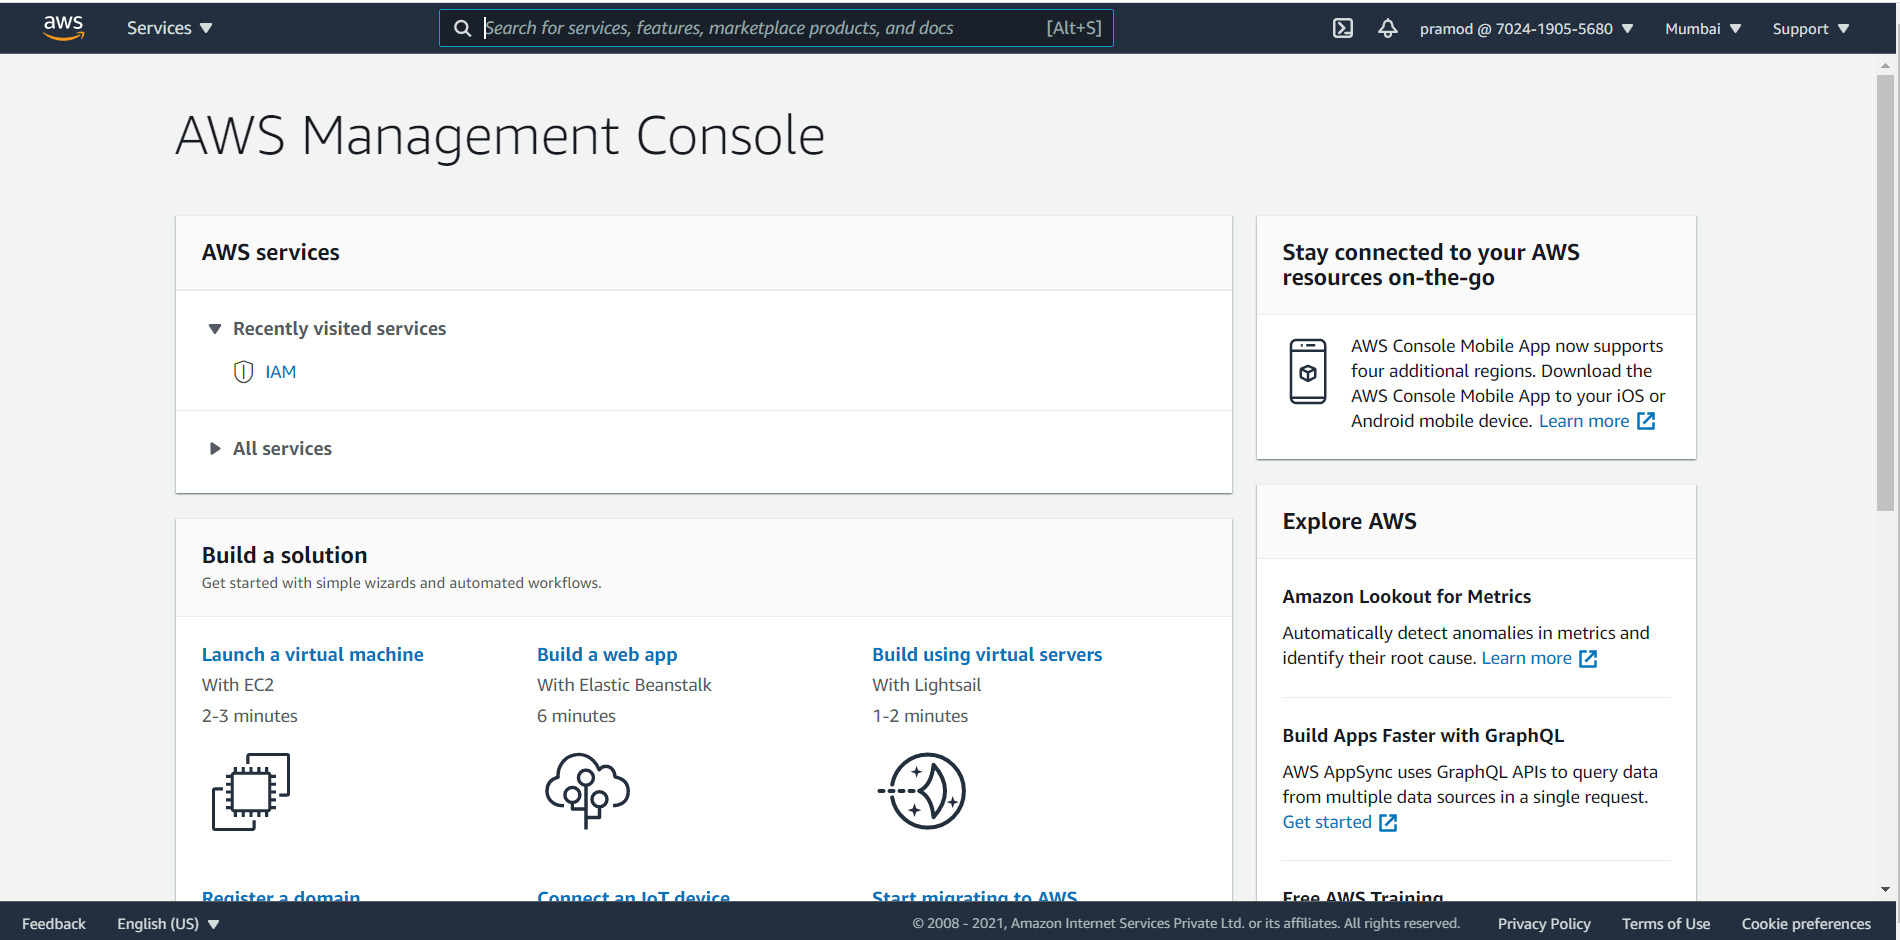 aws
Services
Search for services, features, marketplace products, and docs [Alt+S]
pramod @ 7024-1905-5680
Mumbai
Support
AWS Management Console
AWS services
Recently visited services
IAM
All services
Build a solution
Get started with simple wizards and automated workflows.
Launch a virtual machine
With EC2
2-3 minutes
Build a web app
With Elastic Beanstalk
6 minutes
Build using virtual servers
With Lightsail
1-2 minutes
Register a domain
Connect an IoT device
Start migrating to AWS
Stay connected to your AWS
resources on-the-go
AWS Console Mobile App now supports
four additional regions. Download the
AWS Console Mobile App to your iOS or
Android mobile device. Learn more
Explore AWS
Amazon Lookout for Metrics
Automatically detect anomalies in metrics and
identify their root cause. Learn more
Build Apps Faster with GraphQL
AWS AppSync uses GraphQL APIs to query data
from multiple data sources in a single request.
Get started
Free AWS Training
Feedback
English (US)
© 2008 - 2021, Amazon Internet Services Private Ltd. or its affiliates. All rights reserved.
Privacy Policy
Terms of Use
Cookie preferences